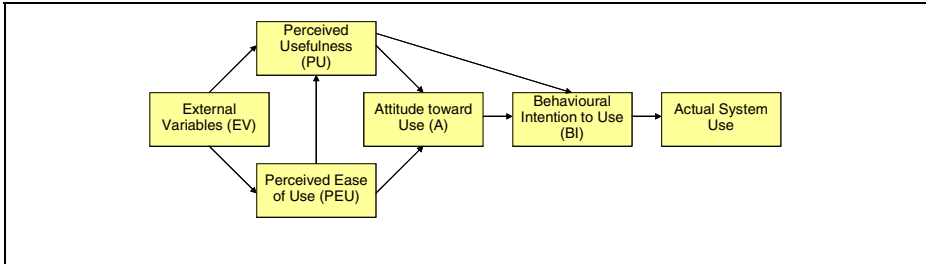 Perceived
Usefulness
(PU)
External
Variables (EV)
Attitude toward
Use (A)
Behavioural
Intention to Use
(BI)
Actual System
Use
Perceived Ease
of Use (PEU)